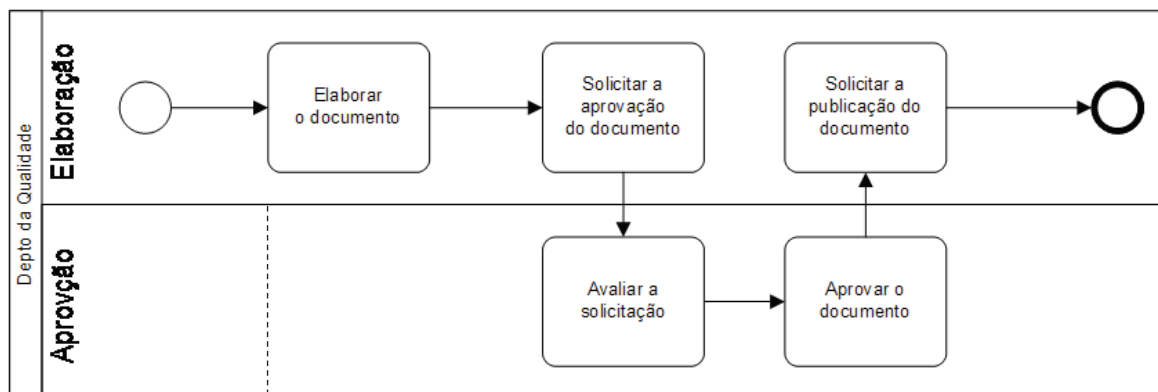 Depto da Qualidade
Elaboração
Elaborar
o documento
Solicitar a
aprovação
do documento
Solicitar a
publicação do
documento
Aprovção
Avaliar a
solicitação
Aprovar o
documento